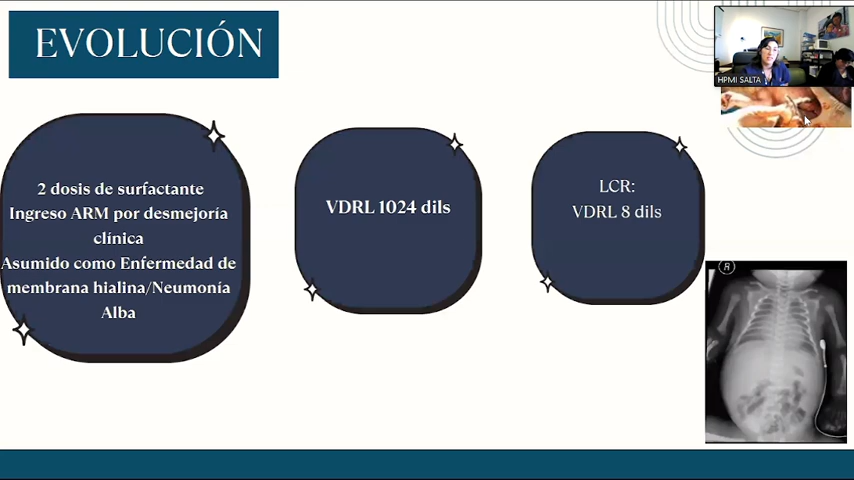 EVOLUCIÓN
HPMI SALTA
2 dosis de surfactante
Ingreso ARM por desmejoría
clínica
Asumido como Enfermedad de
membrana hialina/Neumonía
Alba
VDRL 1024 dils
LCR:
VDRL 8 dils
R